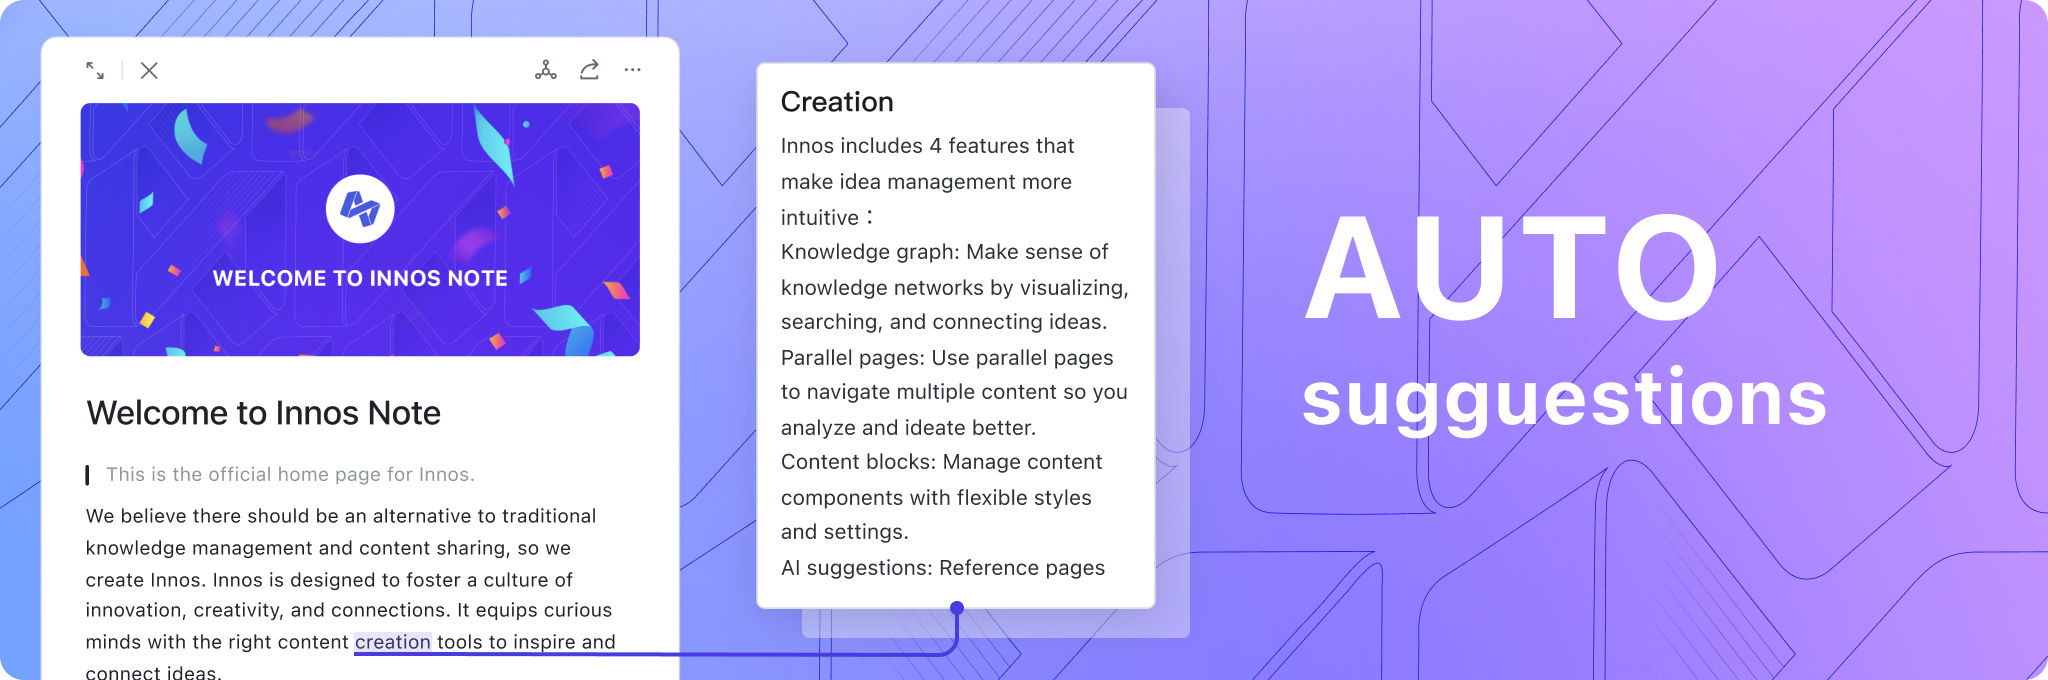 WELCOME TO INNOS NOTE
Welcome to Innos Note
This is the official home page for Innos.
We believe there should be an alternative to traditional
knowledge management and content sharing, so we
create Innos. Innos is designed to foster a culture of
innovation, creativity, and connections. It equips curious
minds with the right content creation tools to inspire and
connect ideas.
Creation
Innos includes 4 features that
make idea management more
intuitive：
Knowledge graph: Make sense of
knowledge networks by visualizing,
searching, and connecting ideas.
Parallel pages: Use parallel pages
to navigate multiple content so you
analyze and ideate better.
Content blocks: Manage content
components with flexible styles
and settings.
AI suggestions: Reference pages
AUTO
sugguestions